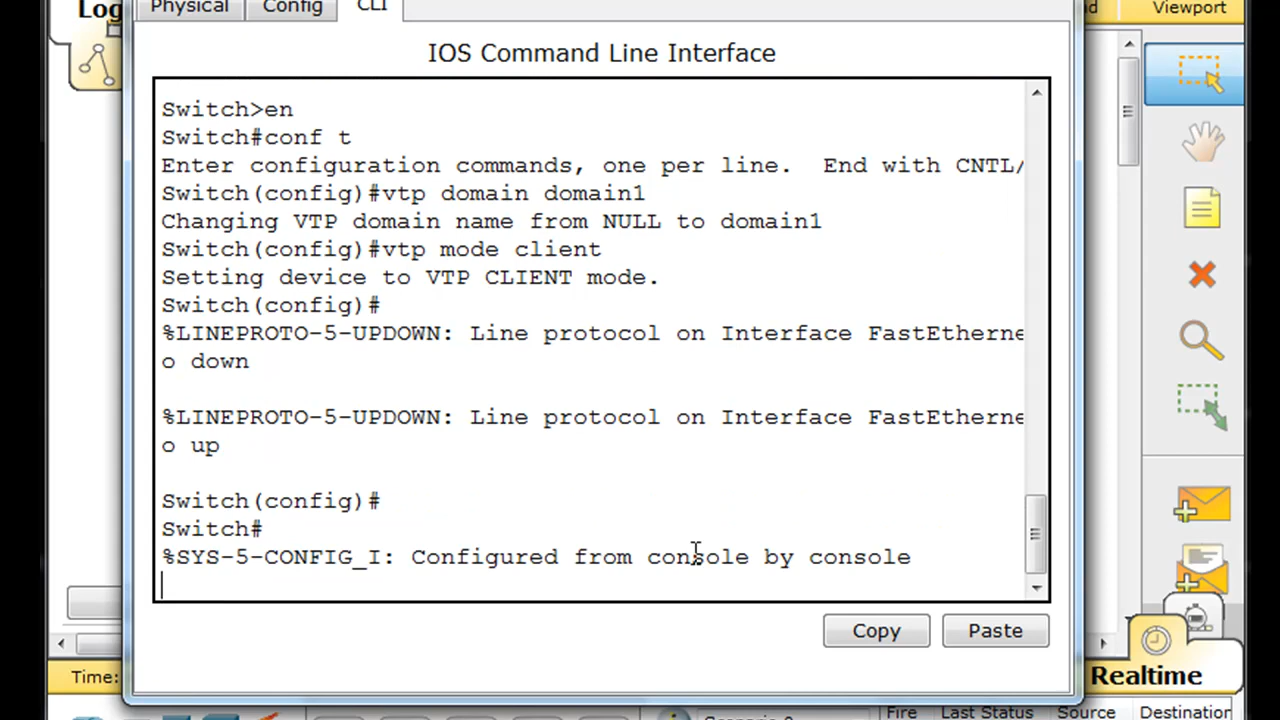 Log
Physical
Config
CLI
Viewport
IOS Command Line Interface
Switch>en
Switch#conf t
Enter configuration commands, one per line.  End with CNTL/
Switch(config)#vtp domain domain1
Changing VTP domain name from NULL to domain1
Switch(config)#vtp mode client
Setting device to VTP CLIENT mode.
Switch(config)#
%LINEPROTO-5-UPDOWN: Line protocol on Interface FastEtherne
o down
%LINEPROTO-5-UPDOWN: Line protocol on Interface FastEtherne
o up
Switch(config)#
Switch#
%SYS-5-CONFIG_I: Configured from console by console
Copy
Paste
Time:
Realtime
Fire
Last Status
Source
Destination